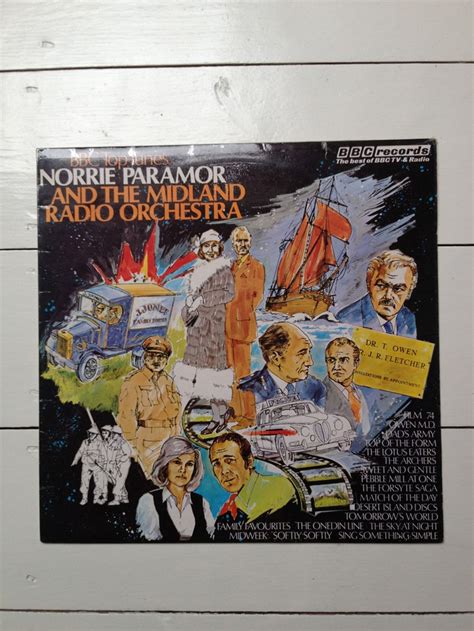 BBC records
The best of BBC TV & Radio
BBC Top Tunes
NORRIE PARAMOR
AND THE MIDLAND
RADIO ORCHESTRA
J. JONES
DR. T. OWEN
J. R. FLETCHER
CONSULTATIONS BY APPOINTMENT
FILM 74
OWEN M.D.
DAD'S ARMY
TOP OF THE FORM
THE LOTUS EATERS
THE ARCHERS
SWEET AND GENTLE
PEBBLE MILL AT ONE
THE FORSYTE SAGA
MATCH OF THE DAY
DESERT ISLAND DISCS
TOMORROW'S WORLD
FAMILY FAVOURITES THE ONEDIN LINE THE SKY AT NIGHT
MIDWEEK SOFTLY SOFTLY SING SOMETHING SIMPLE